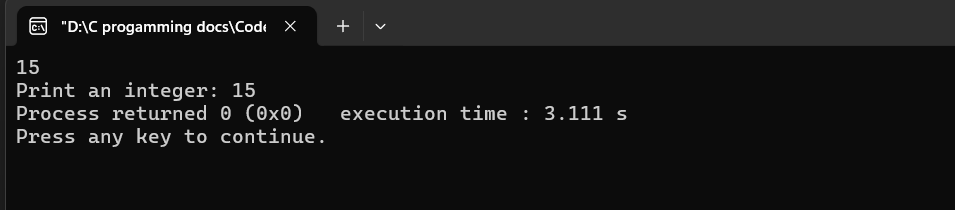 "D:\C progamming docs\Code
15
Print an integer: 15
Process returned 0 (0x0)   execution time : 3.111 s
Press any key to continue.